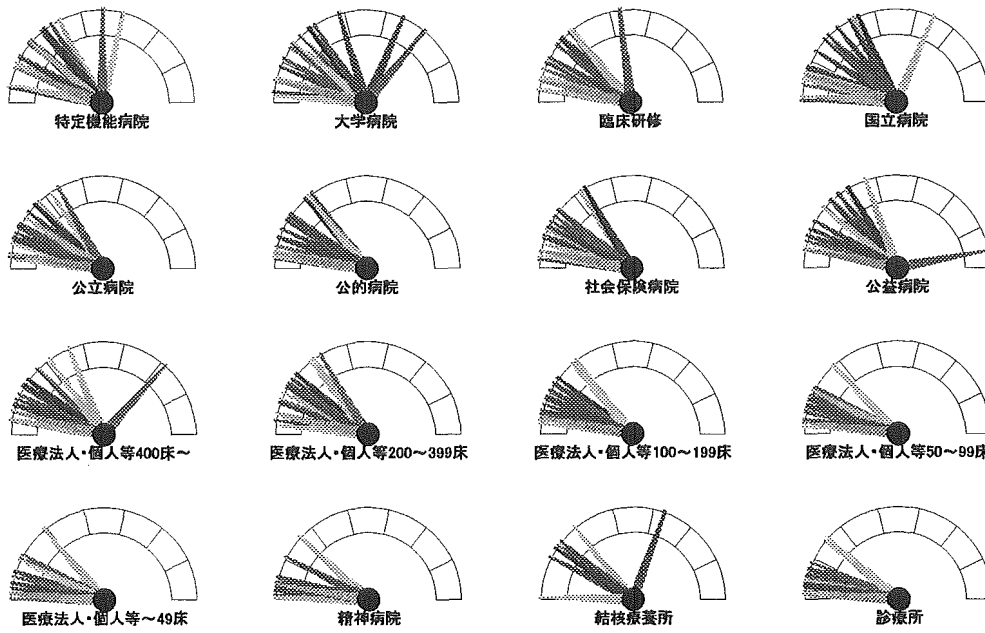 特定機能病院
大学病院
臨床研修
国立病院
公立病院
公的病院
社会保険病院
公益病院
医療法人・個人等400床～
医療法人・個人等200～399床
医療法人・個人等100～199床
医療法人・個人等50～99床
医療法人・個人等～49床
精神病院
結核療養所
診療所